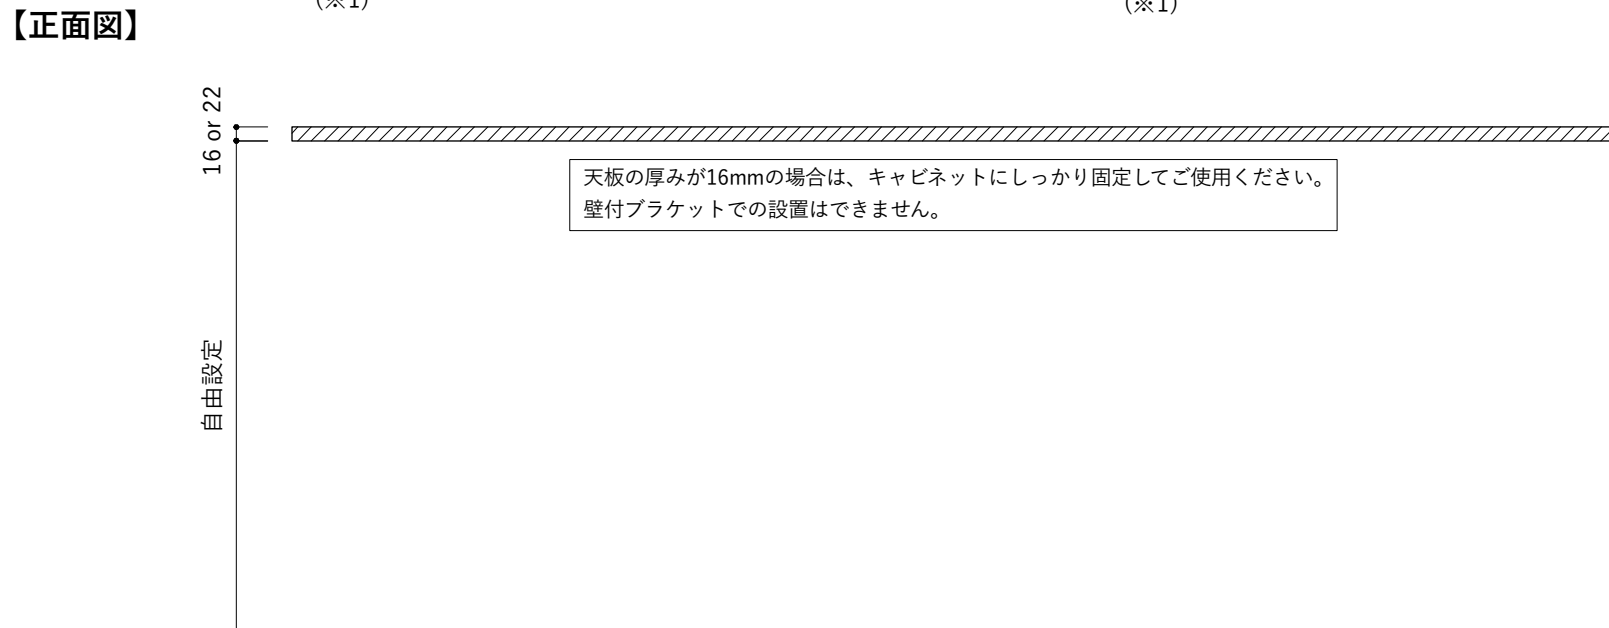 (※1)
(※1)
【正面図】
16 or 22
天板の厚みが16mmの場合は、キャビネットにしっかり固定してご使用ください。
壁付ブラケットでの設置はできません。
自由設定